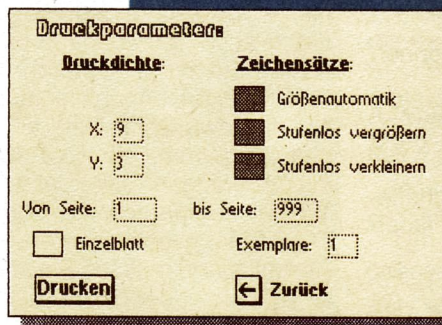 Druckparameter:
Druckdichte: Zeichensätze:
Größenautomatik
X: 9 Stufenlos vergrößern
Y: 3 Stufenlos verkleinern
Von Seite: 1 bis Seite: 999
Einzelblatt Exemplare: 1
Drucken ← Zurück